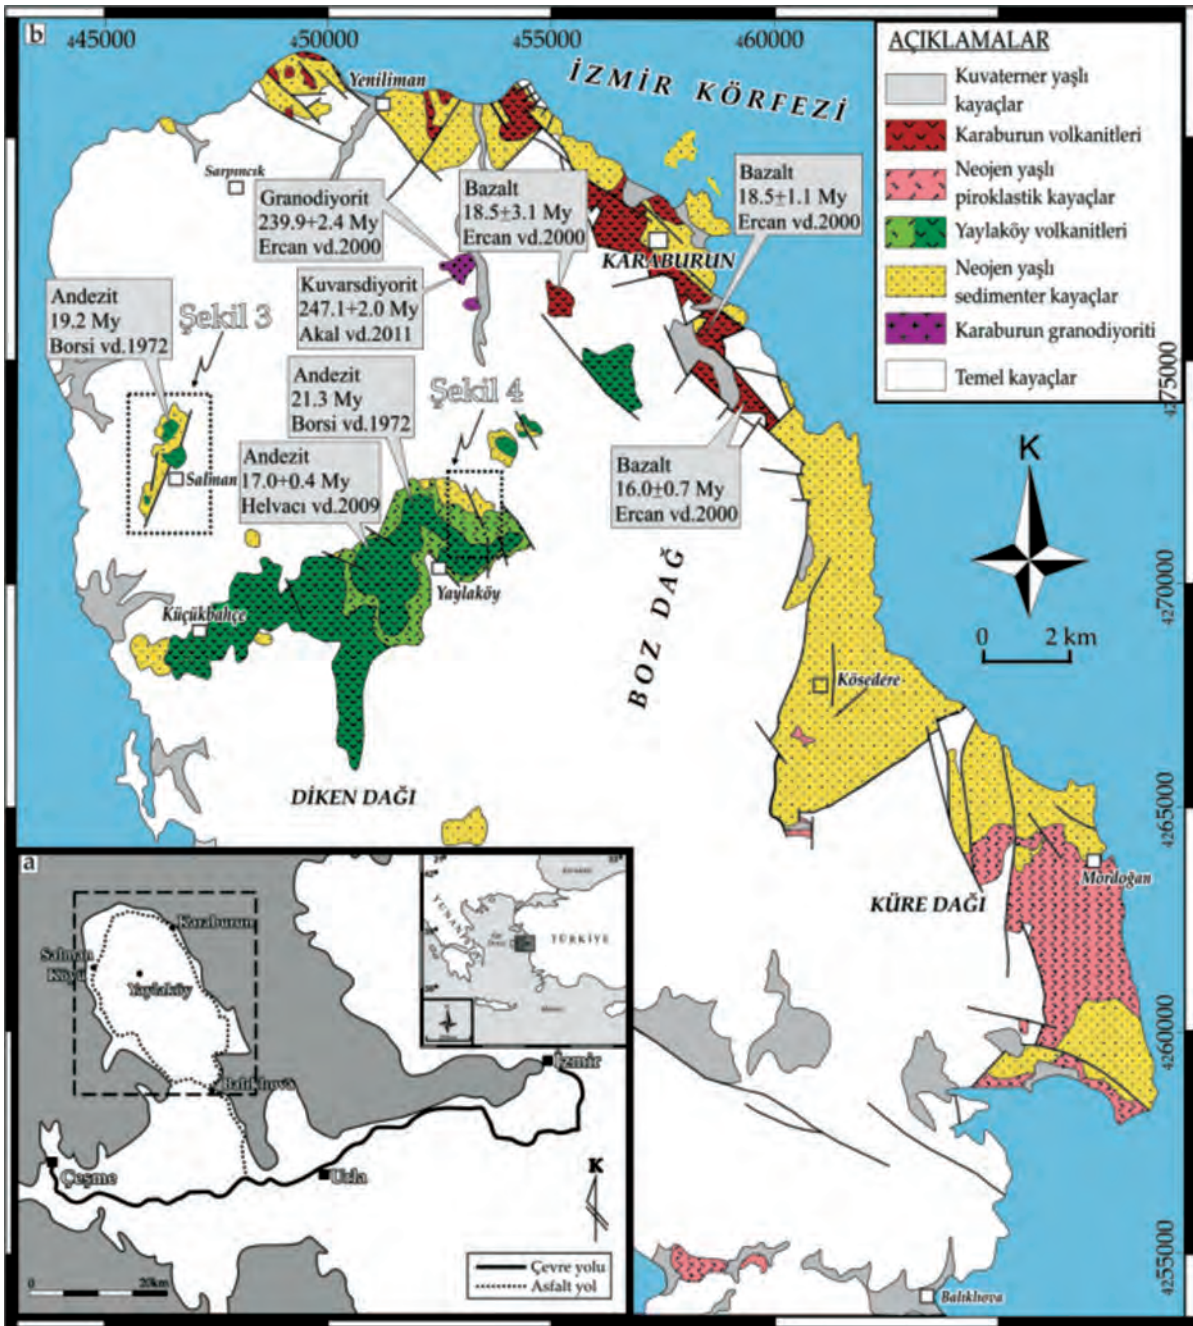 b
445000
450000
455000
460000
İZMİR KÖRFEZİ
Yeniliman
Sarpıncık
Granodiyorit
239.9+2.4 My
Ercan vd.2000
Bazalt
18.5±3.1 My
Ercan vd.2000
Bazalt
18.5±1.1 My
Ercan vd.2000
KARABURUN
Kuvarsdiyorit
247.1+2.0 My
Akal vd.2011
Andezit
19.2 My
Borsi vd.1972
Şekil 3
Andezit
21.3 My
Borsi vd.1972
Şekil 4
Andezit
17.0+0.4 My
Helvacı vd.2009
Bazalt
16.0±0.7 My
Ercan vd.2000
Salman
Yaylaköy
Küçükbahçe
BOZ DAĞ
Kösedere
DİKEN DAĞI
KÜRE DAĞI
Mordoğan
Balıklıova
AÇIKLAMALAR
Kuvaterner yaşlı
kayaçlar
Karaburun volkanitleri
Neojen yaşlı
piroklastik kayaçlar
Yaylaköy volkanitleri
Neojen yaşlı
sedimenter kayaçlar
Karaburun granodiyoriti
Temel kayaçlar
K
0 2 km
4275000
4270000
4265000
4260000
4255000
a
Karaburun
Salman
Köyü
Yaylaköy
Balıklıova
İzmir
Çeşme
Urla
YUNANİSTAN
TÜRKİYE
K
0 20km
Çevre yolu
Asfalt yol